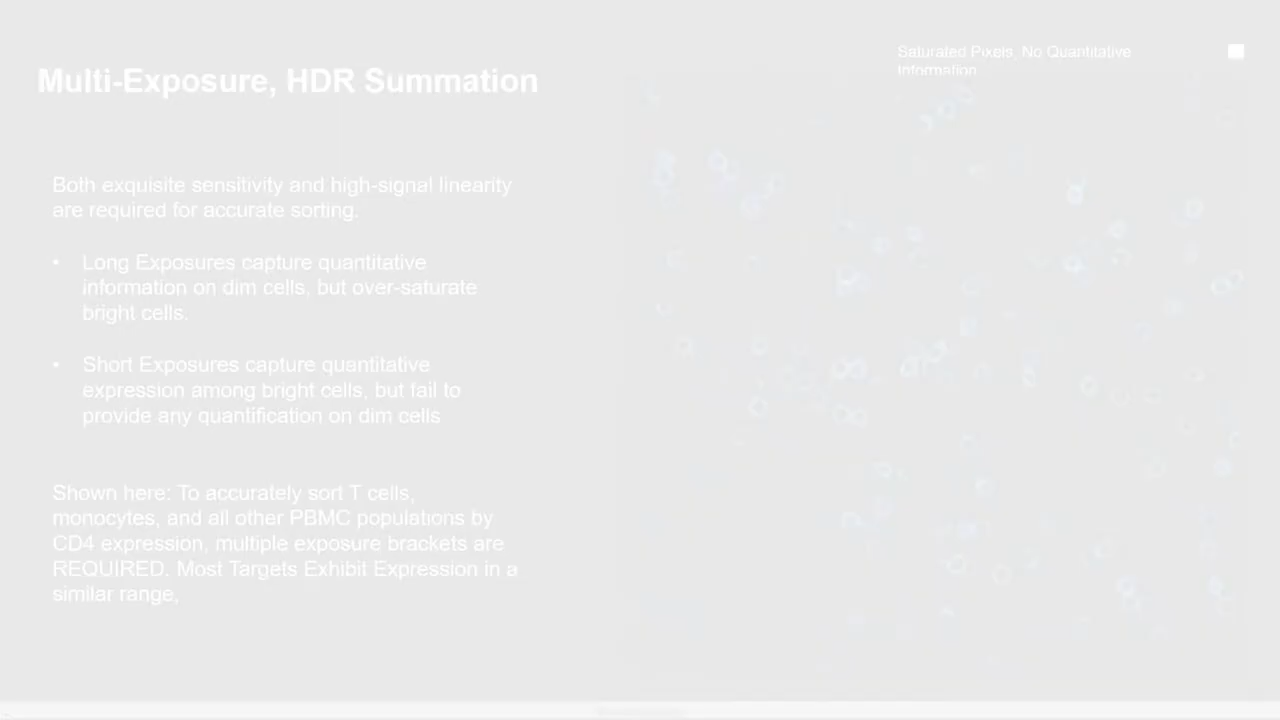 Saturated Pixels, No Quantitative
Information
Multi-Exposure, HDR Summation
Both exquisite sensitivity and high-signal linearity
are required for accurate sorting.
• Long Exposures capture quantitative
information on dim cells, but over-saturate
bright cells.
• Short Exposures capture quantitative
expression among bright cells, but fail to
provide any quantification on dim cells
Shown here: To accurately sort T cells,
monocytes, and all other PBMC populations by
CD4 expression, multiple exposure brackets are
REQUIRED. Most Targets Exhibit Expression in a
similar range,